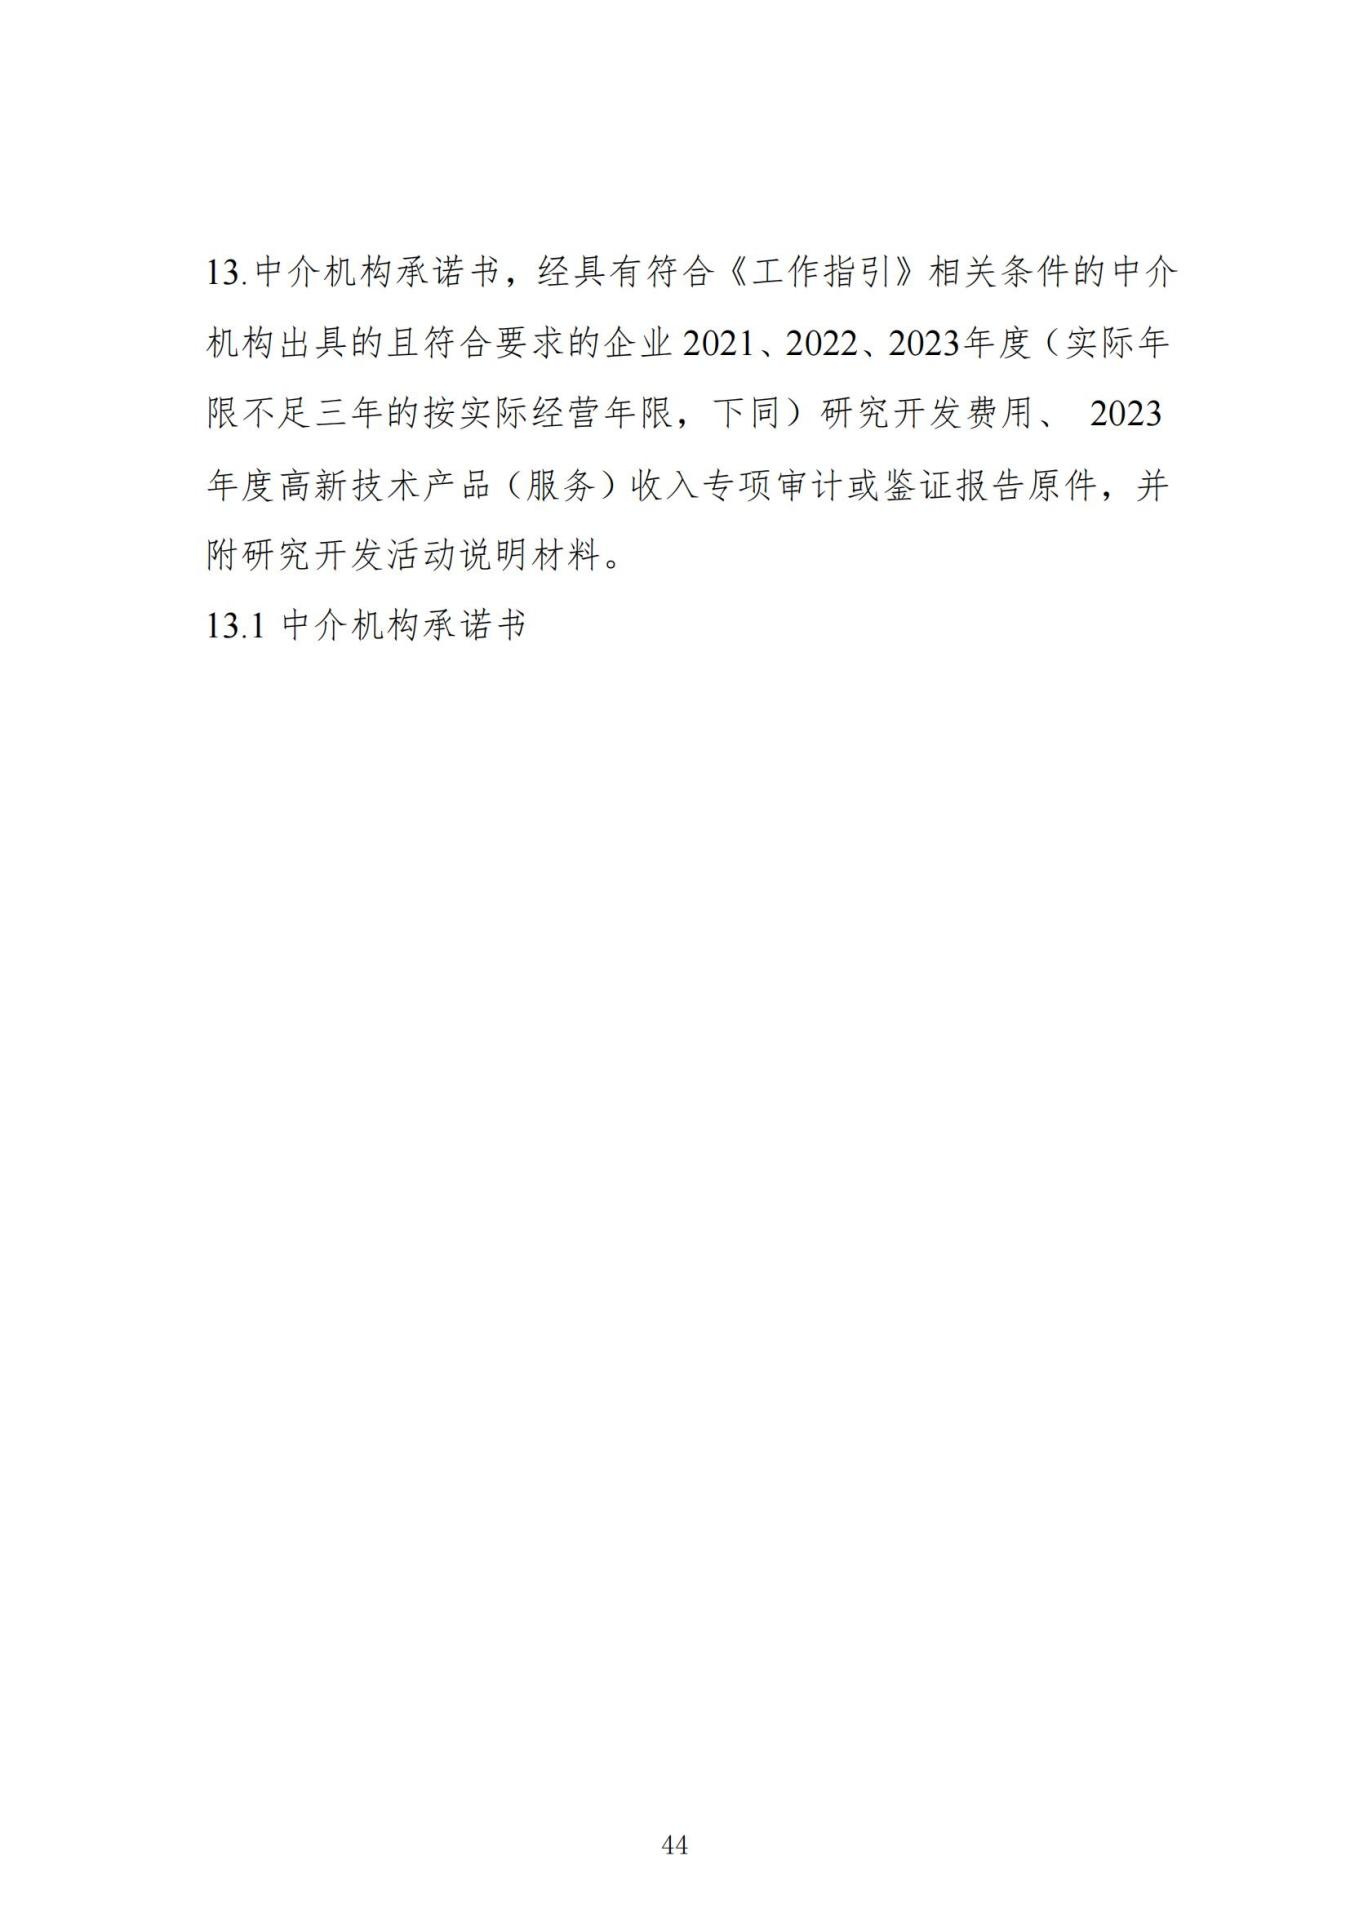 13.中介机构承诺书，经具有符合《工作指引》相关条件的中介
机构出具的且符合要求的企业 2021、2022、2023年度（实际年
限不足三年的按实际经营年限，下同）研究开发费用、 2023
年度高新技术产品（服务）收入专项审计或鉴证报告原件，并
附研究开发活动说明材料。
13.1 中介机构承诺书
44